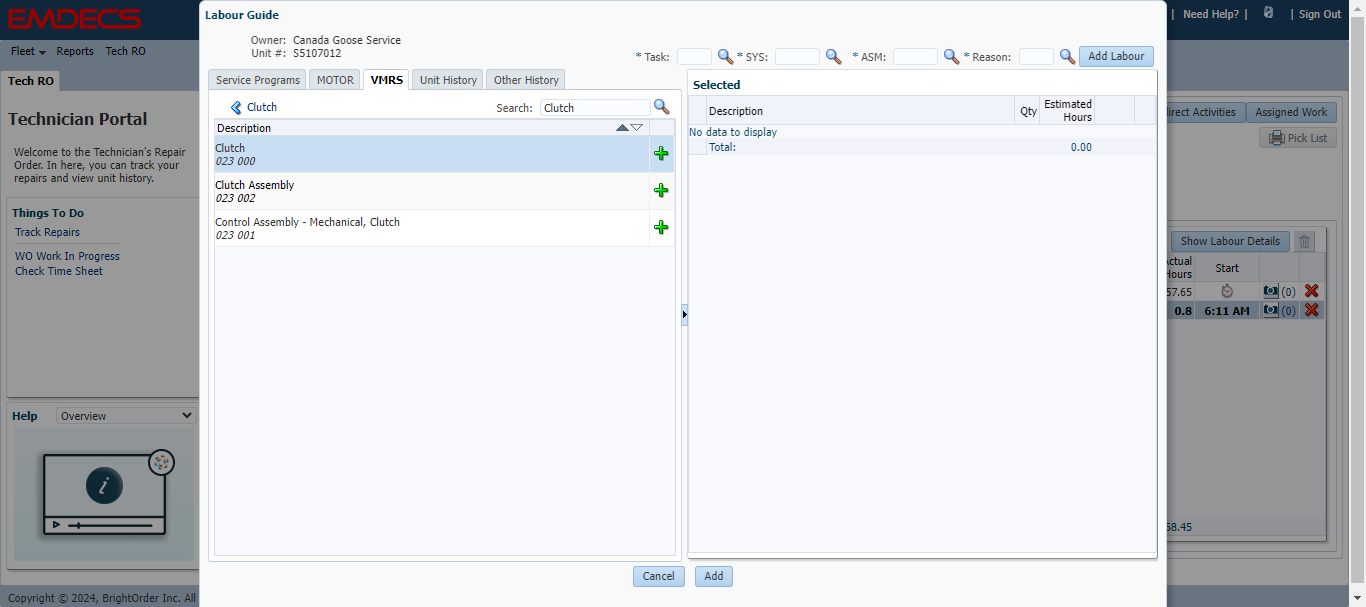 EMDECS
| Need Help? | | Sign Out
Fleet Reports Tech RO
Tech RO
Technician Portal
Welcome to the Technician's Repair
Order. In here, you can track your
repairs and view unit history.
Things To Do
Track Repairs
WO Work In Progress
Check Time Sheet
Help Overview
i
Copyright © 2024, BrightOrder Inc. All
Labour Guide
Owner: Canada Goose Service
Unit #: S5107012
* Task: * SYS: * ASM: * Reason: Add Labour
Service Programs MOTOR VMRS Unit History Other History
Clutch Search: Clutch
Description
Clutch
023 000
Clutch Assembly
023 002
Control Assembly - Mechanical, Clutch
023 001
Selected
Description Qty Estimated
Hours
No data to display
Total: 0.00
Cancel Add
irect Activities Assigned Work
Pick List
Show Labour Details
ctual
Hours Start
57.65 (0)
0.8 6:11 AM (0)
58.45